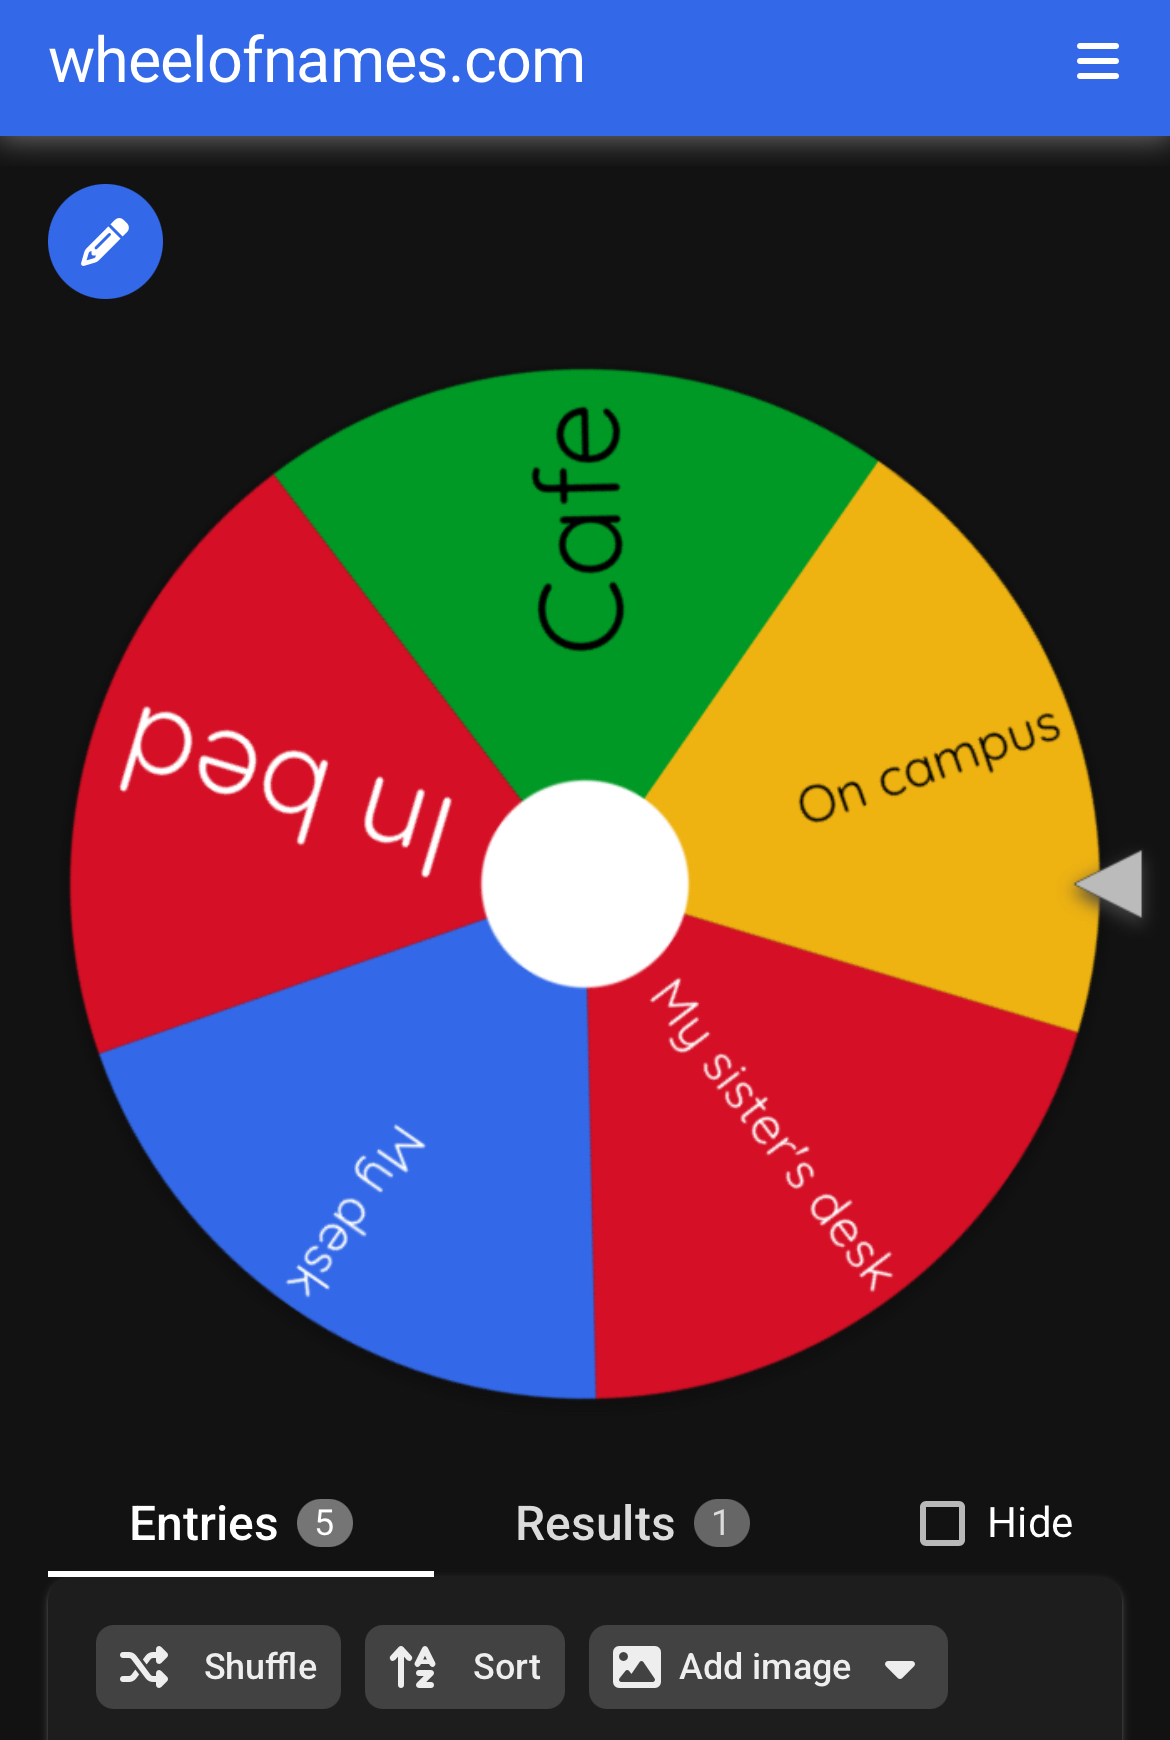 wheelofnames.com
Cafe
On campus
In bed
My sister's desk
My desk
Entries 5
Results 1
Hide
Shuffle
Sort
Add image